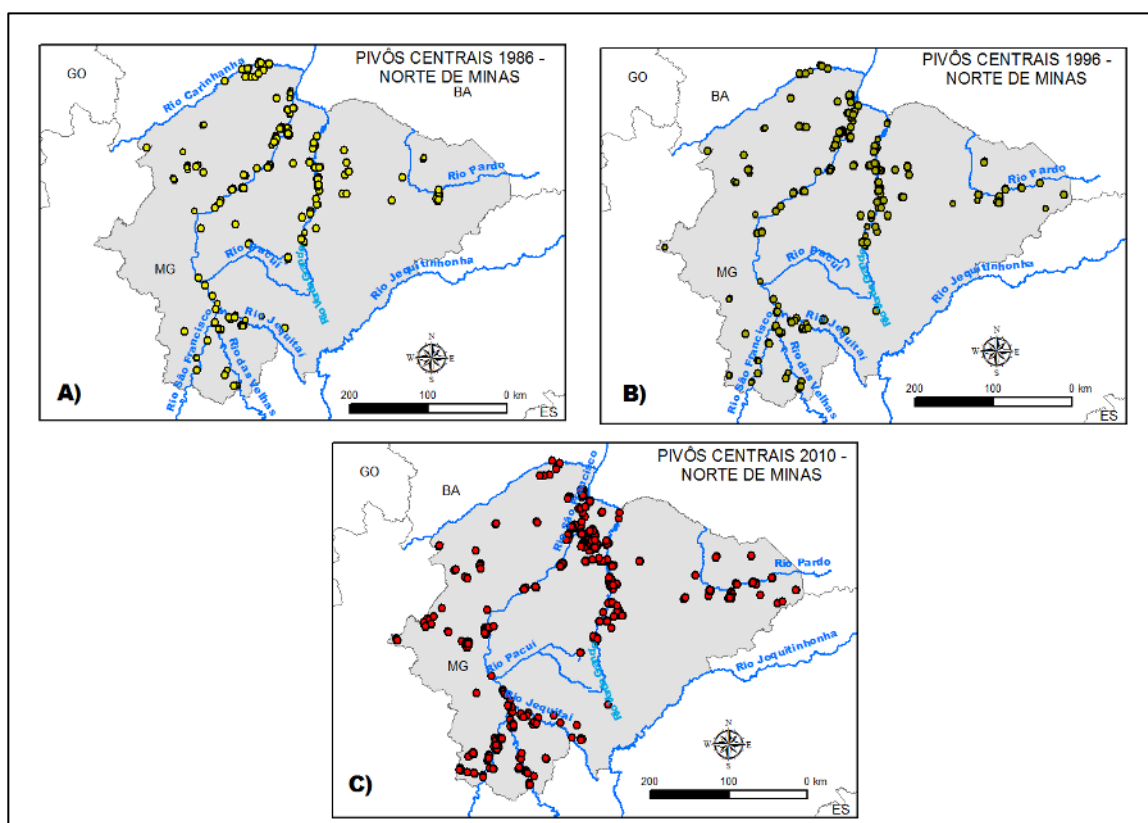 PIVÔS CENTRAIS 1986 -
NORTE DE MINAS
BA
GO
Rio Carinhanha
Rio Pardo
Rio Pacuí
MG
Rio Jequitinhonha
Rio Jequitaí
Rio São Francisco
Rio das Velhas
N
W E
S
A)
200 100 0 km
ES
PIVÔS CENTRAIS 1996 -
NORTE DE MINAS
GO
BA
Rio Pardo
Rio Pacuí
MG
Rio Jequitinhonha
Rio Jequitaí
Rio São Francisco
Rio das Velhas
N
W E
S
B)
200 100 0 km
ES
PIVÔS CENTRAIS 2010 -
NORTE DE MINAS
GO
BA
Rio São Francisco
Rio Pardo
Rio Pacuí
MG
Rio Jequitinhonha
Rio Jequitaí
N
W E
S
C)
200 100 0 km
ES